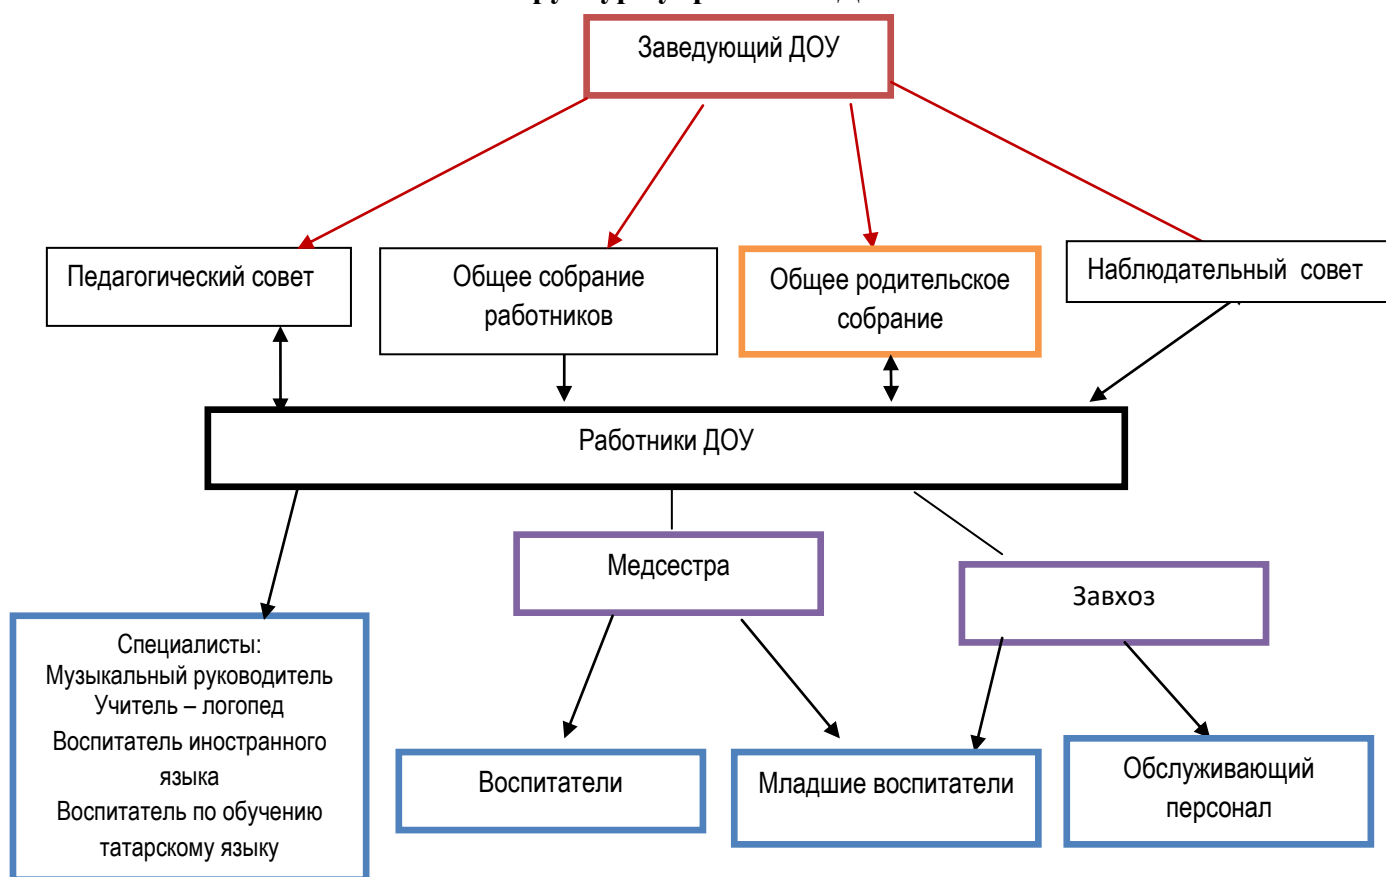 Заведующий ДОУ
Педагогический совет
Общее собрание
работников
Общее родительское
собрание
Наблюдательный совет
Работники ДОУ
Медсестра
Завхоз
Специалисты:
Музыкальный руководитель
Учитель – логопед
Воспитатель иностранного
языка
Воспитатель по обучению
татарскому языку
Воспитатели
Младшие воспитатели
Обслуживающий
персонал